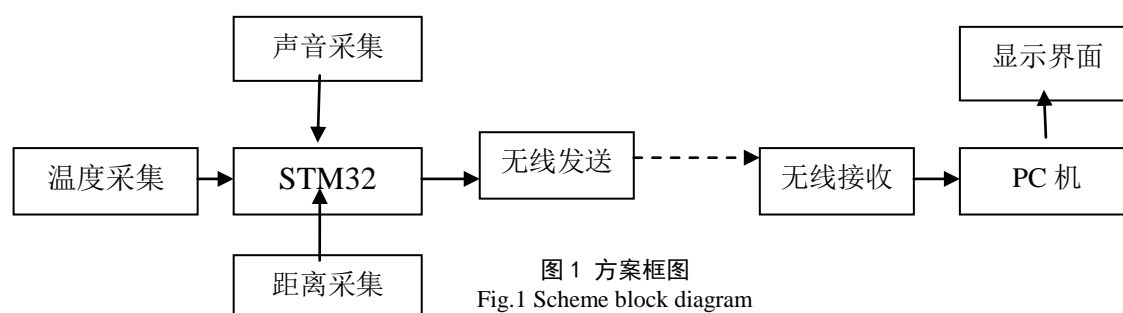 声音采集
显示界面
温度采集
STM32
无线发送
无线接收
PC 机
距离采集
图 1 方案框图
Fig.1 Scheme block diagram